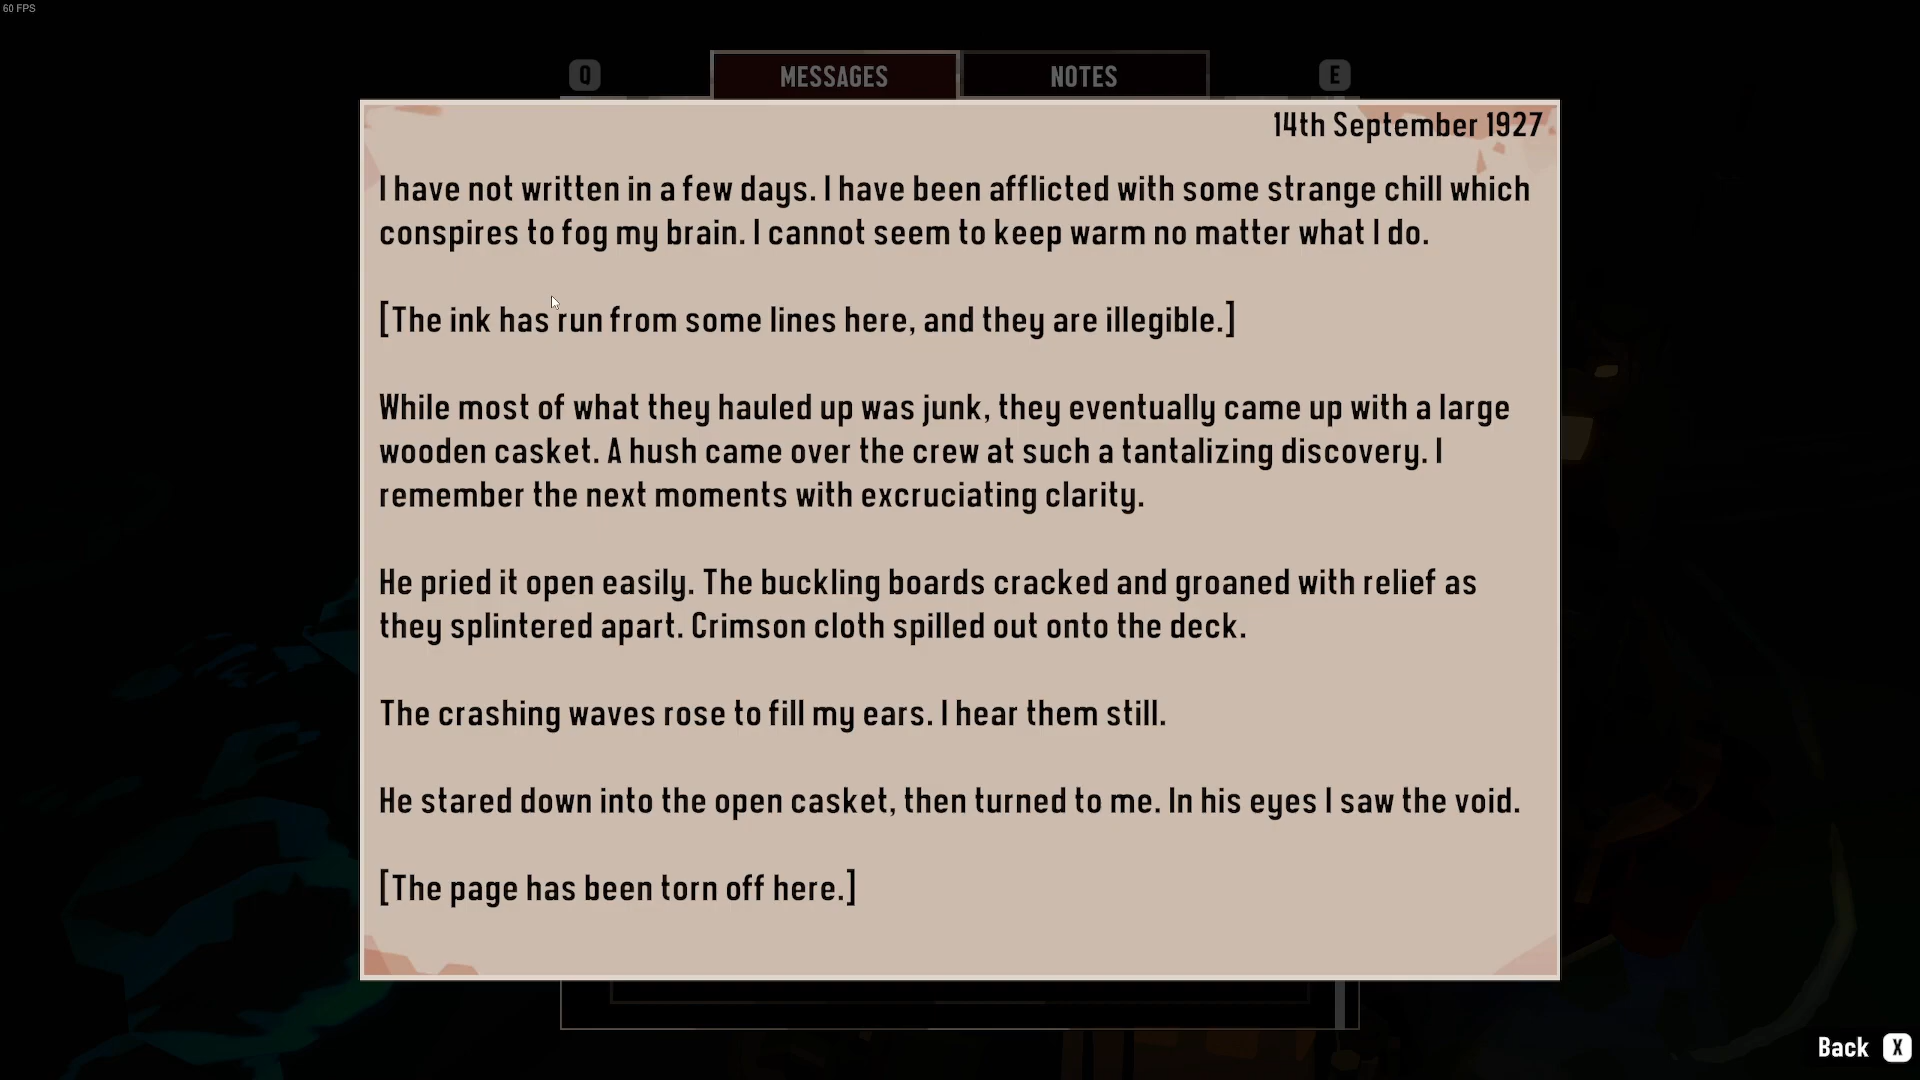 60 FPS
Q
MESSAGES
NOTES
E
14th September 1927
I have not written in a few days. I have been afflicted with some strange chill which
conspires to fog my brain. I cannot seem to keep warm no matter what I do.
[The ink has run from some lines here, and they are illegible.]
While most of what they hauled up was junk, they eventually came up with a large
wooden casket. A hush came over the crew at such a tantalizing discovery. I
remember the next moments with excruciating clarity.
He pried it open easily. The buckling boards cracked and groaned with relief as
they splintered apart. Crimson cloth spilled out onto the deck.
The crashing waves rose to fill my ears. I hear them still.
He stared down into the open casket, then turned to me. In his eyes I saw the void.
[The page has been torn off here.]
Back X